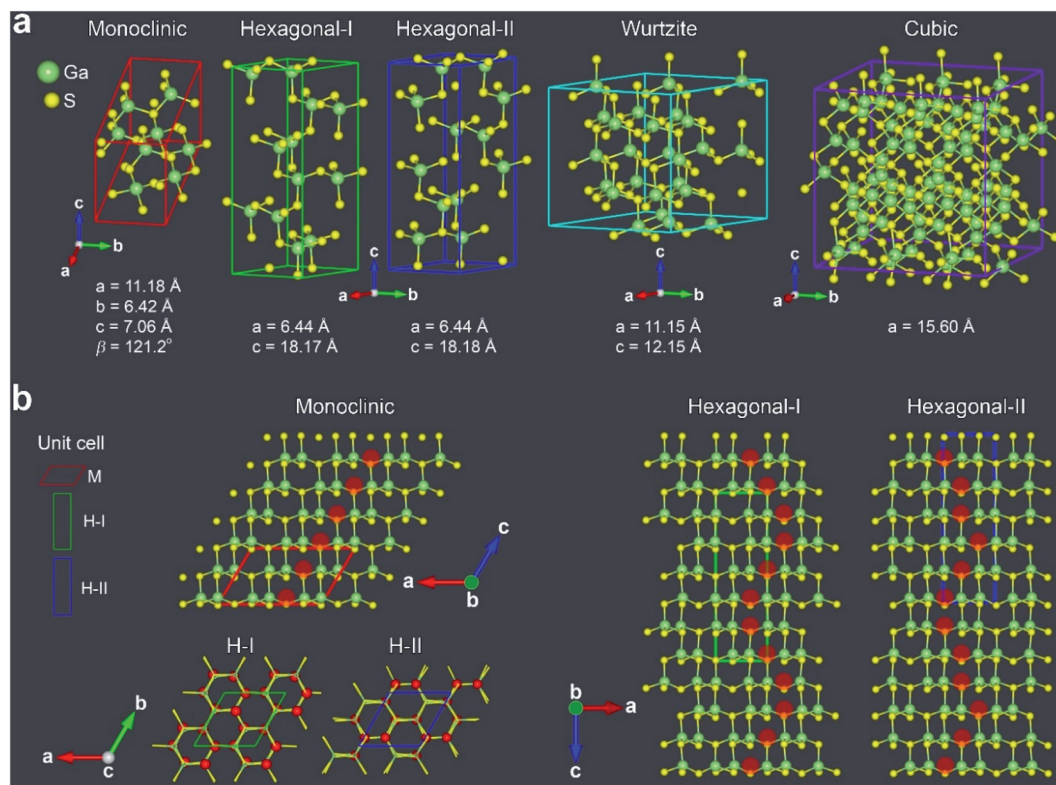 a
Monoclinic
Hexagonal-I
Hexagonal-II
Wurtzite
Cubic
Ga
S
c
b
a
c
a
b
c
a
b
c
a
b
a = 11.18 Å
b = 6.42 Å
c = 7.06 Å
β = 121.2°
a = 6.44 Å
c = 18.17 Å
a = 6.44 Å
c = 18.18 Å
a = 11.15 Å
c = 12.15 Å
a = 15.60 Å
b
Monoclinic
Hexagonal-I
Hexagonal-II
Unit cell
M
H-I
H-II
c
a
b
H-I
H-II
b
a
c
b
a
c